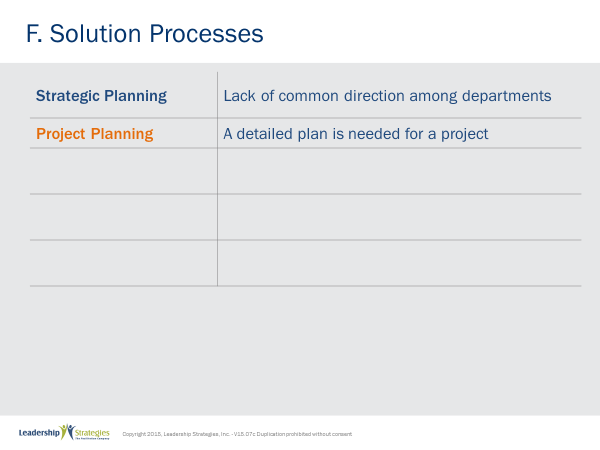 F. Solution Processes
Strategic Planning
Lack of common direction among departments
Project Planning
A detailed plan is needed for a project
Leadership Strategies
The Facilitation Company
Copyright 2015, Leadership Strategies, Inc. - V15.07c Duplication prohibited without consent